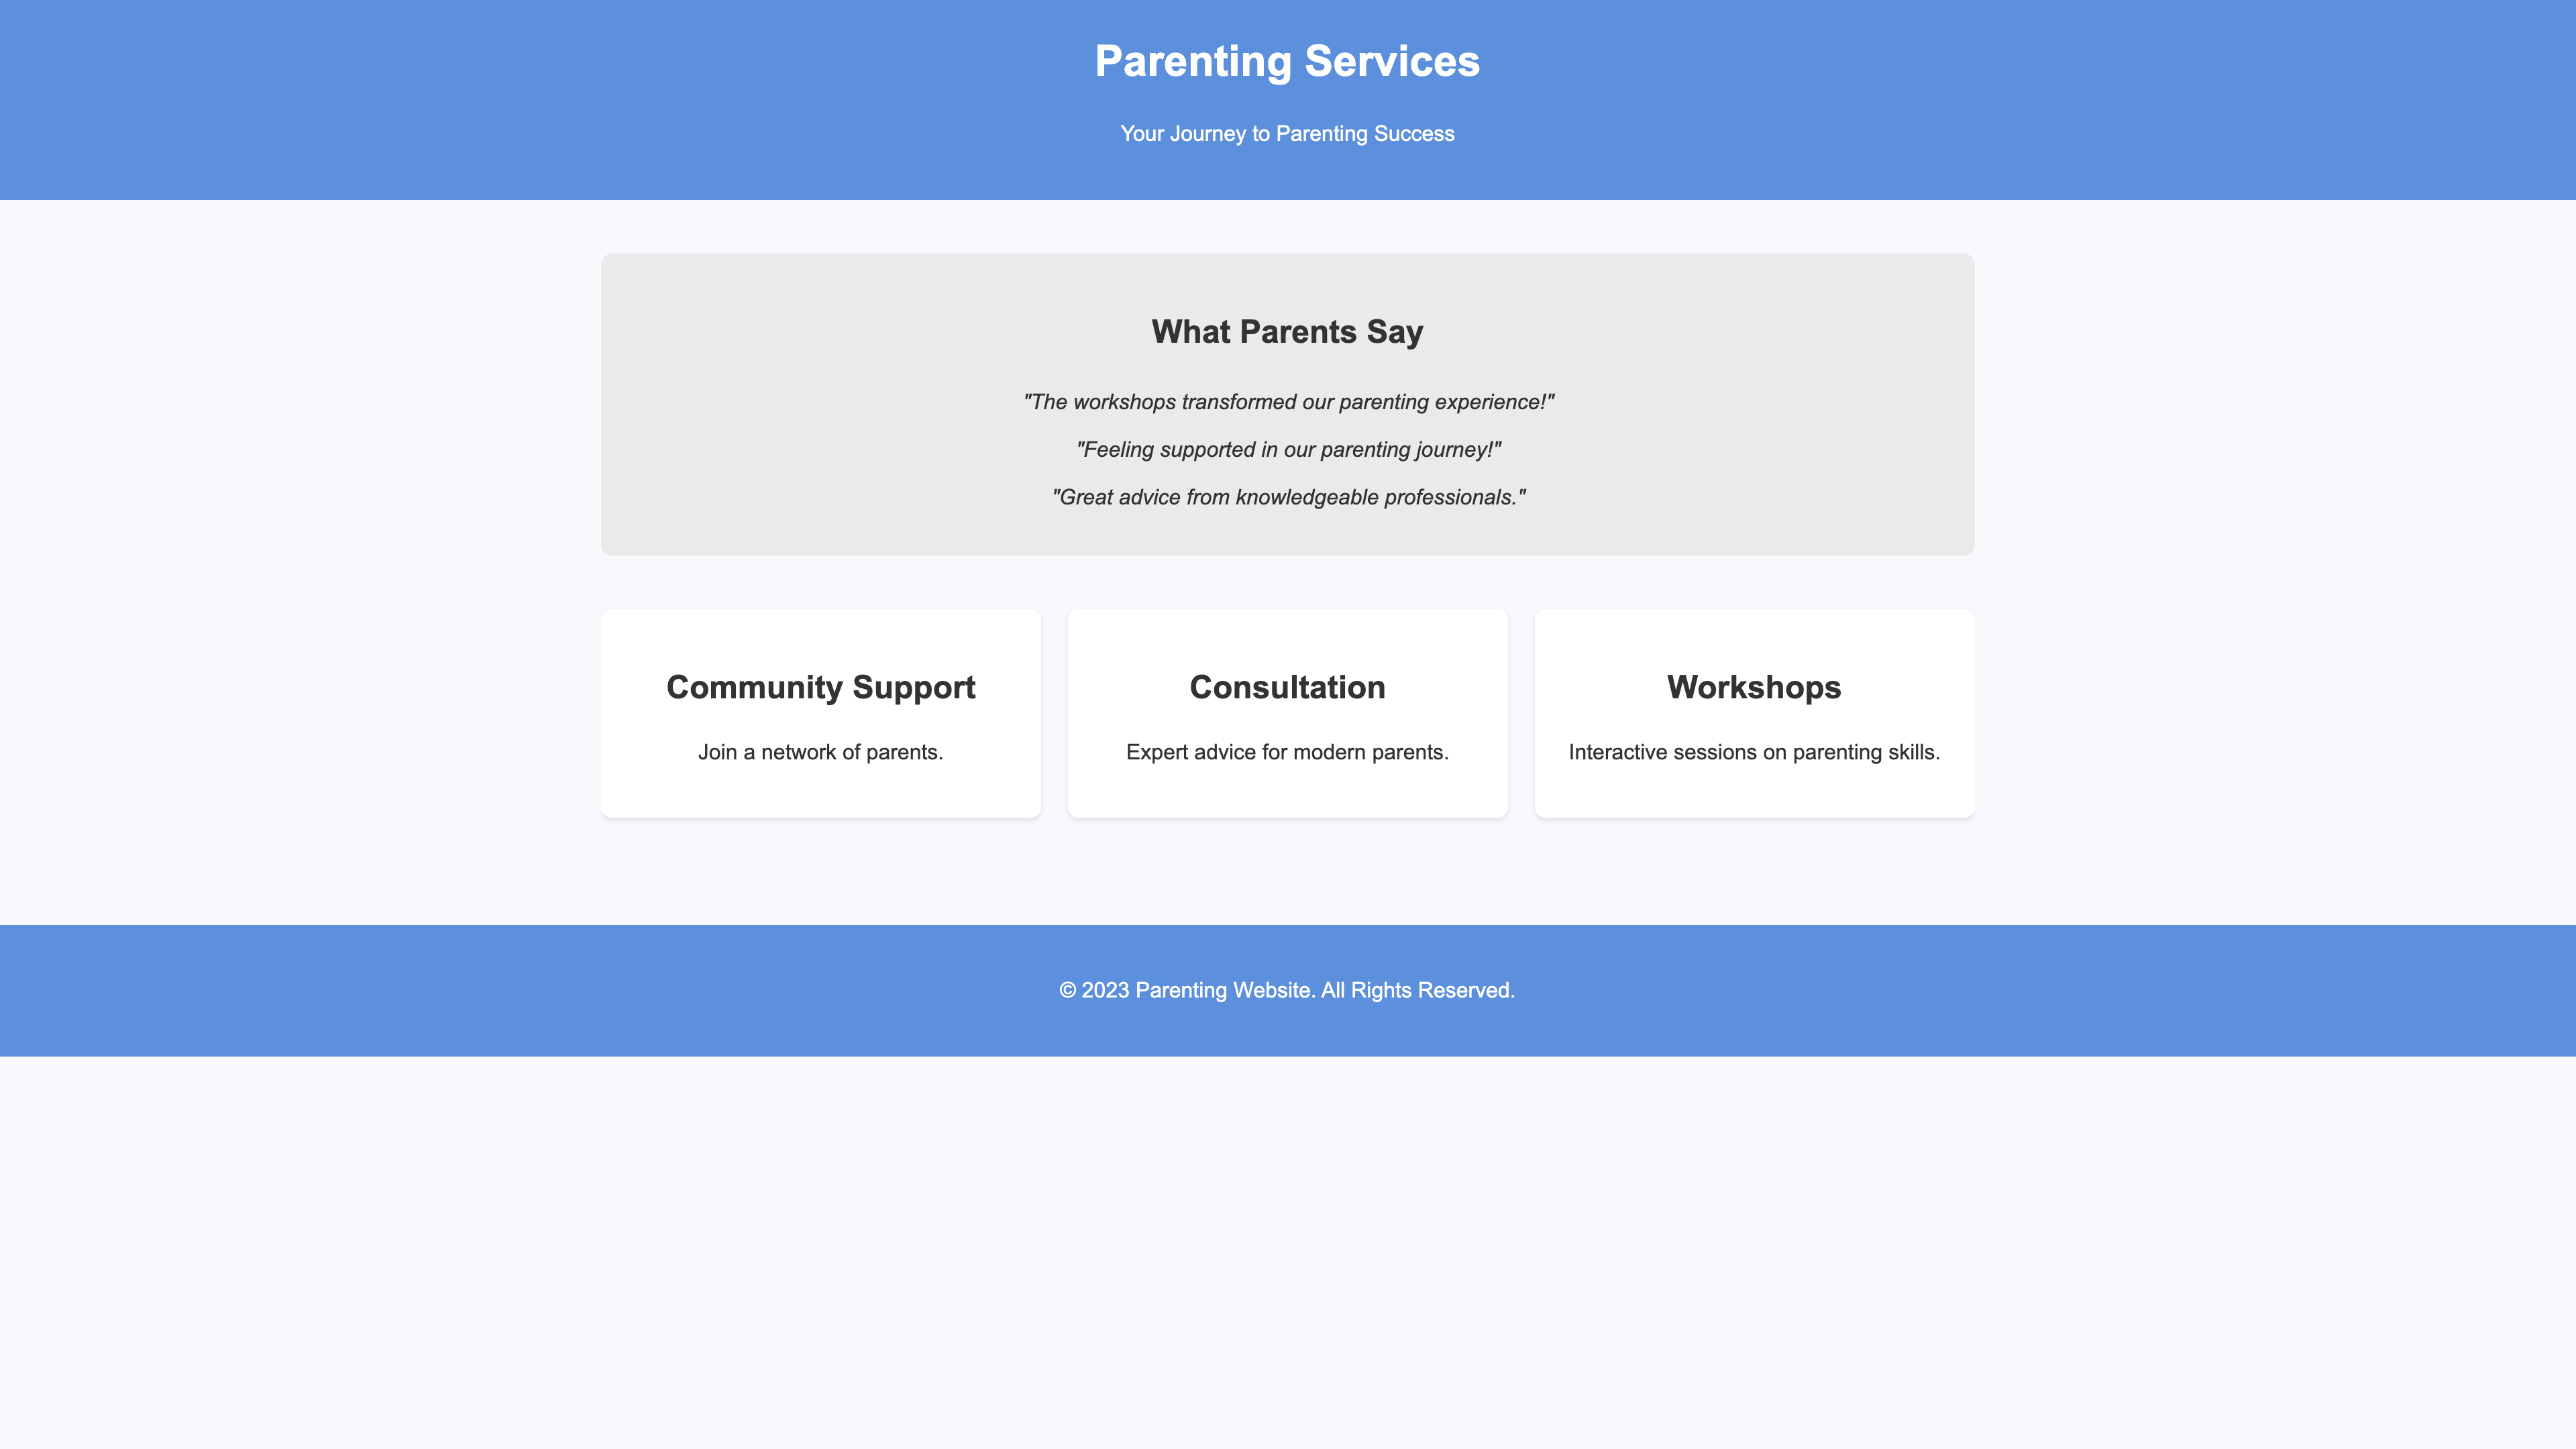 Parenting Services
Your Journey to Parenting Success
What Parents Say
"The workshops transformed our parenting experience!"
"Feeling supported in our parenting journey!"
"Great advice from knowledgeable professionals."
Community Support
Join a network of parents.
Consultation
Expert advice for modern parents.
Workshops
Interactive sessions on parenting skills.
© 2023 Parenting Website. All Rights Reserved.